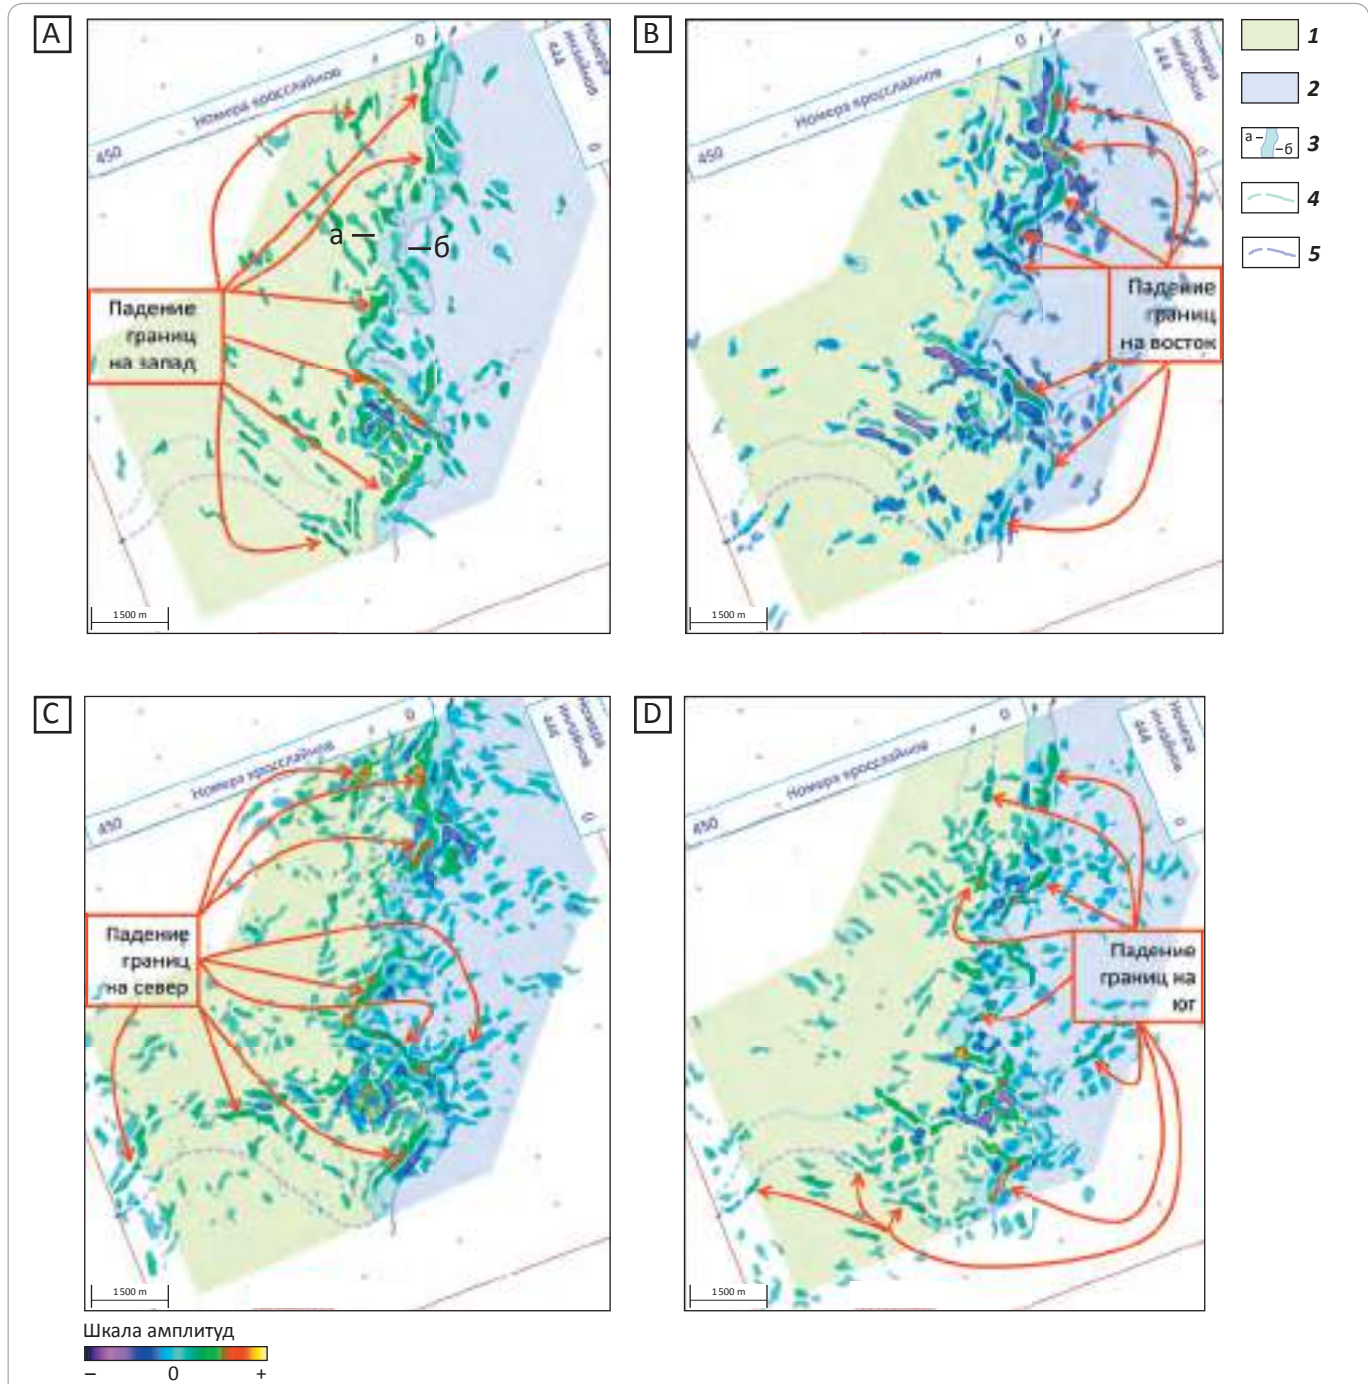 A
Номера кросслайнов
450
0
Номера
инлайнов
444
0
а
б
Падение
границ
на запад
1500 m
B
Номера кросслайнов
450
0
Номера
инлайнов
444
0
Падение
границ
на восток
1500 m
1
2
а
б
3
4
5
C
Номера кросслайнов
450
0
Номера
инлайнов
444
0
Падение
границ
на север
1500 m
D
Номера кросслайнов
450
0
Номера
инлайнов
444
0
Падение
границ на
юг
1500 m
Шкала амплитуд
– 0 +